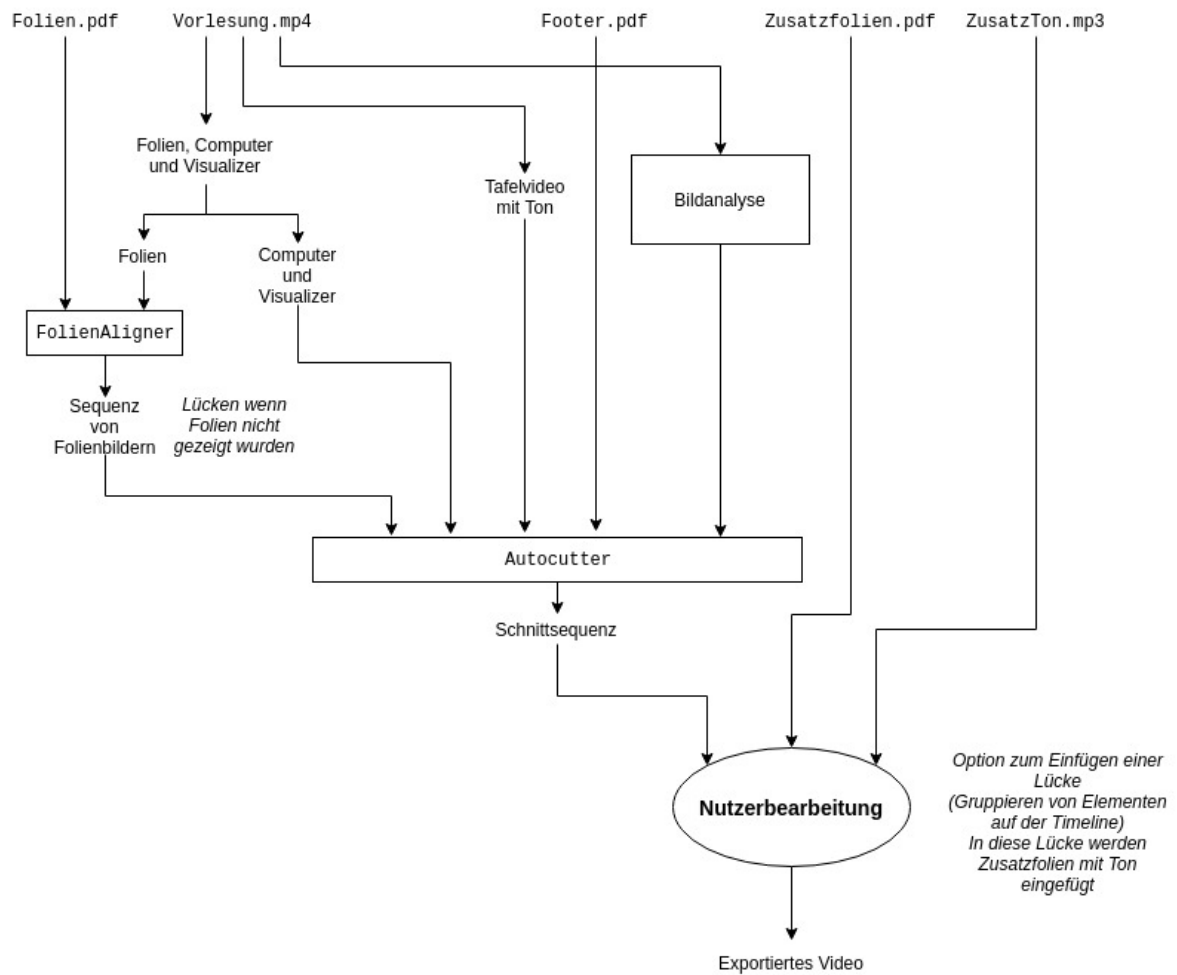 Folien.pdf
Vorlesung.mp4
Footer.pdf
Zusatzfolien.pdf
ZusatzTon.mp3
Folien, Computer
und Visualizer
Tafelvideo
mit Ton
Bildanalyse
Folien
Computer
und
Visualizer
FolienAligner
Sequenz
von
Folienbildern
Lücken wenn
Folien nicht
gezeigt wurden
Autocutter
Schnittsequenz
Nutzerbearbeitung
Option zum Einfügen einer
Lücke
(Gruppieren von Elementen
auf der Timeline)
In diese Lücke werden
Zusatzfolien mit Ton
eingefügt
Exportiertes Video